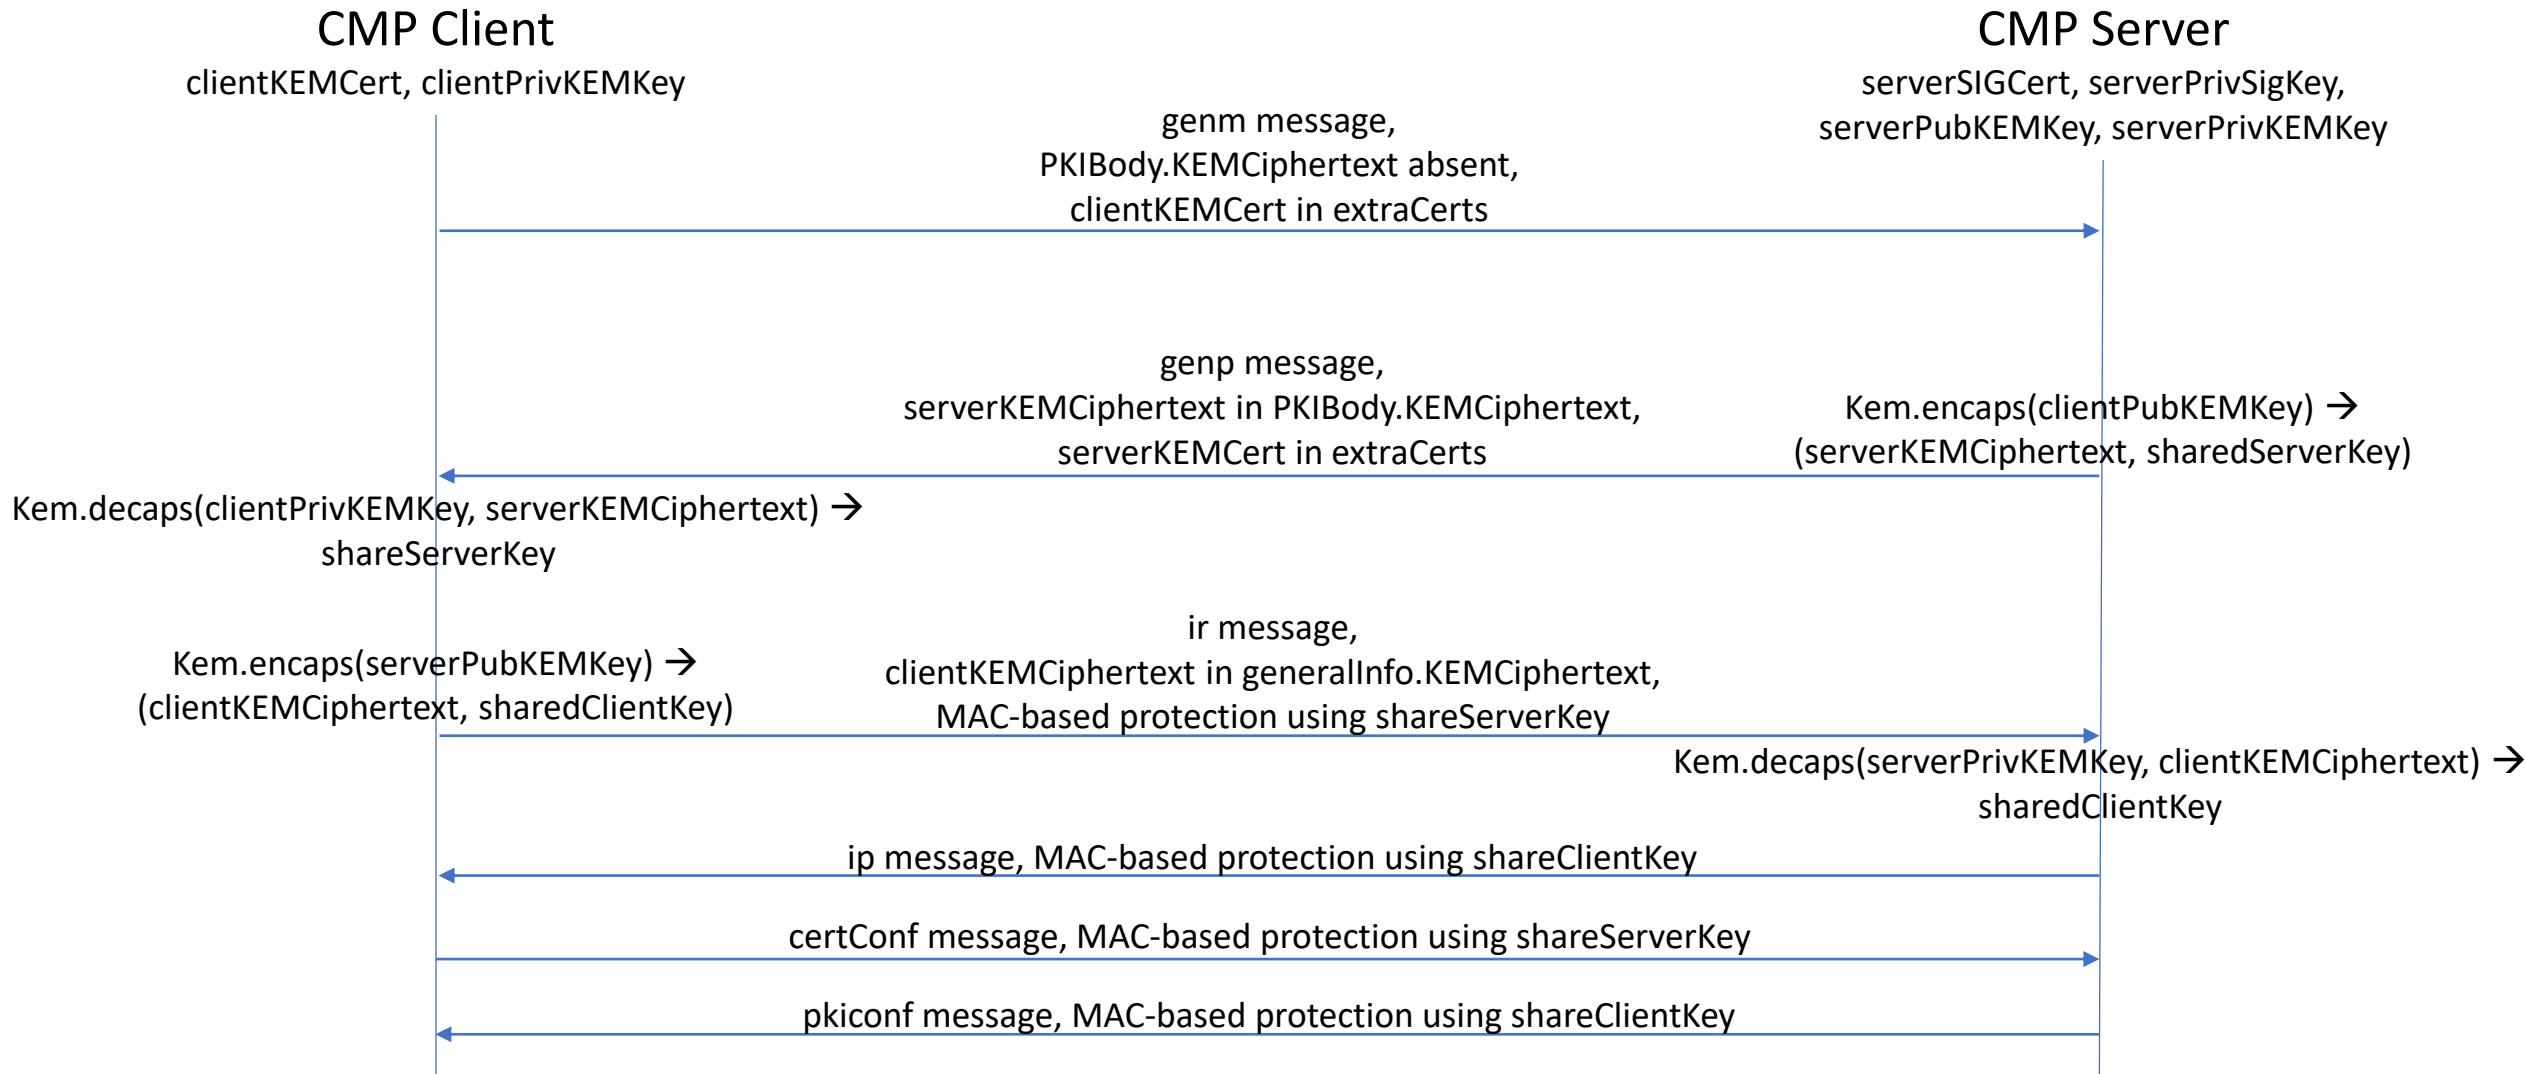 CMP Client
clientKEMCert, clientPrivKEMKey
CMP Server
serverSIGCert, serverPrivSigKey,
serverPubKEMKey, serverPrivKEMKey
genm message,
PKIBody.KEMCiphertext absent,
clientKEMCert in extraCerts
genp message,
serverKEMCiphertext in PKIBody.KEMCiphertext,
serverKEMCert in extraCerts
Kem.encaps(clientPubKEMKey) →
(serverKEMCiphertext, sharedServerKey)
Kem.decaps(clientPrivKEMKey, serverKEMCiphertext) →
shareServerKey
Kem.encaps(serverPubKEMKey) →
(clientKEMCiphertext, sharedClientKey)
ir message,
clientKEMCiphertext in generalInfo.KEMCiphertext,
MAC-based protection using shareServerKey
Kem.decaps(serverPrivKEMKey, clientKEMCiphertext) →
sharedClientKey
ip message, MAC-based protection using shareClientKey
certConf message, MAC-based protection using shareServerKey
pkiconf message, MAC-based protection using shareClientKey